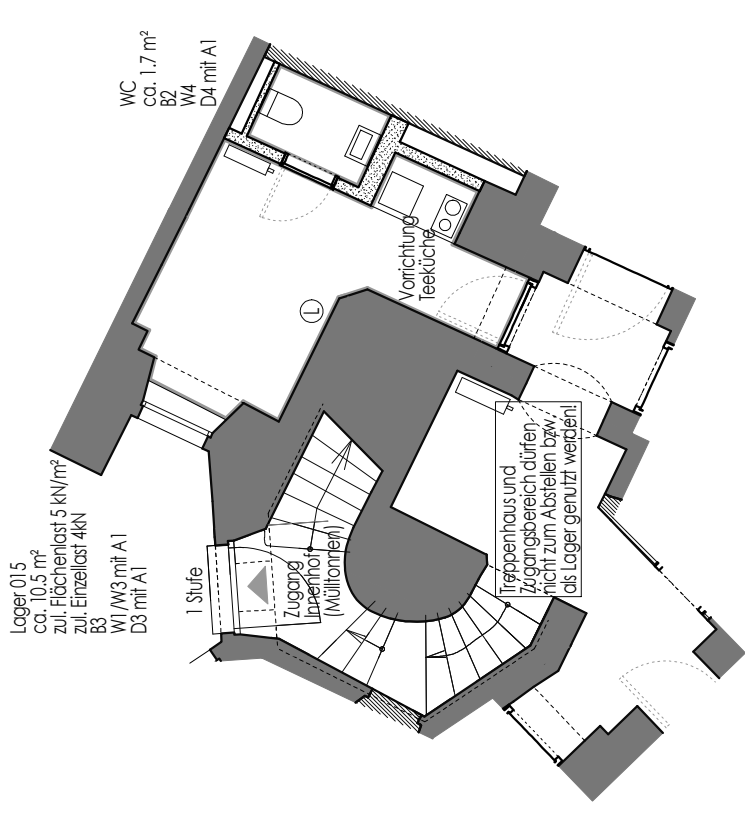 WC
ca. 1.7 m²
B2
W4
D4 mit A1
Lager 015
ca. 10.5 m²
zul. Flächenlast 5 kN/m²
zul. Einzellast 4kN
B3
W1/W3 mit A1
D3 mit A1
1 Stufe
Zugang
Innenhof
(Mülltonnen)
L
Vorrichtung
Teeküche
Treppenhaus und
Zugangsbereich dürfen
nicht zum Abstellen bzw.
als Lager genutzt werden!